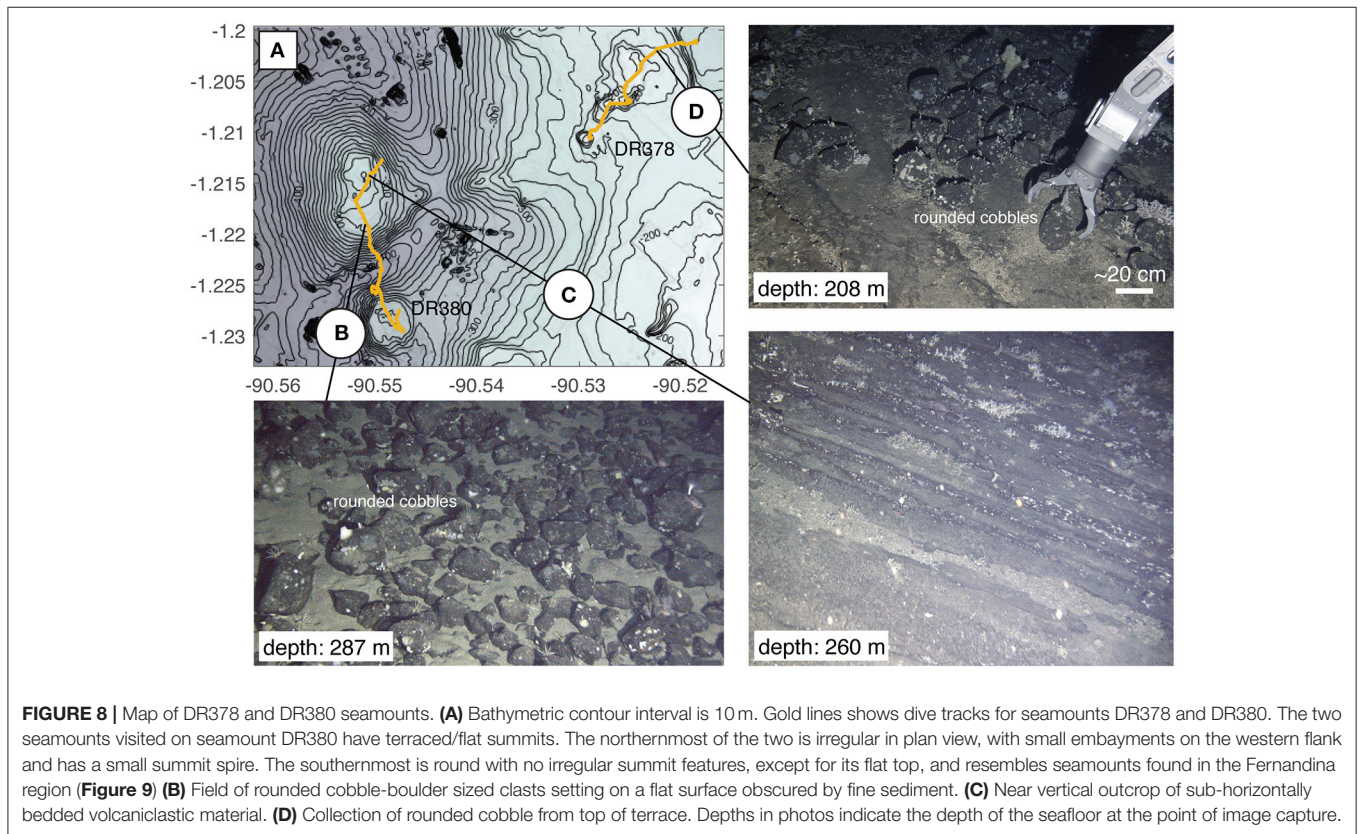 -1.2
-1.205
-1.21
-1.215
-1.22
-1.225
-1.23
A
300
D
DR378
200
-200
C
DR380
300
200
B
-90.56 -90.55 -90.54 -90.53 -90.52
rounded cobbles
~20 cm
depth: 208 m
rounded cobbles
depth: 287 m
depth: 260 m
FIGURE 8 | Map of DR378 and DR380 seamounts. (A) Bathymetric contour interval is 10 m. Gold lines shows dive tracks for seamounts DR378 and DR380. The two
seamounts visited on seamount DR380 have terraced/flat summits. The northernmost of the two is irregular in plan view, with small embayments on the western flank
and has a small summit spire. The southernmost is round with no irregular summit features, except for its flat top, and resembles seamounts found in the Fernandina
region (Figure 9) (B) Field of rounded cobble-boulder sized clasts setting on a flat surface obscured by fine sediment. (C) Near vertical outcrop of sub-horizontally
bedded volcaniclastic material. (D) Collection of rounded cobble from top of terrace. Depths in photos indicate the depth of the seafloor at the point of image capture.